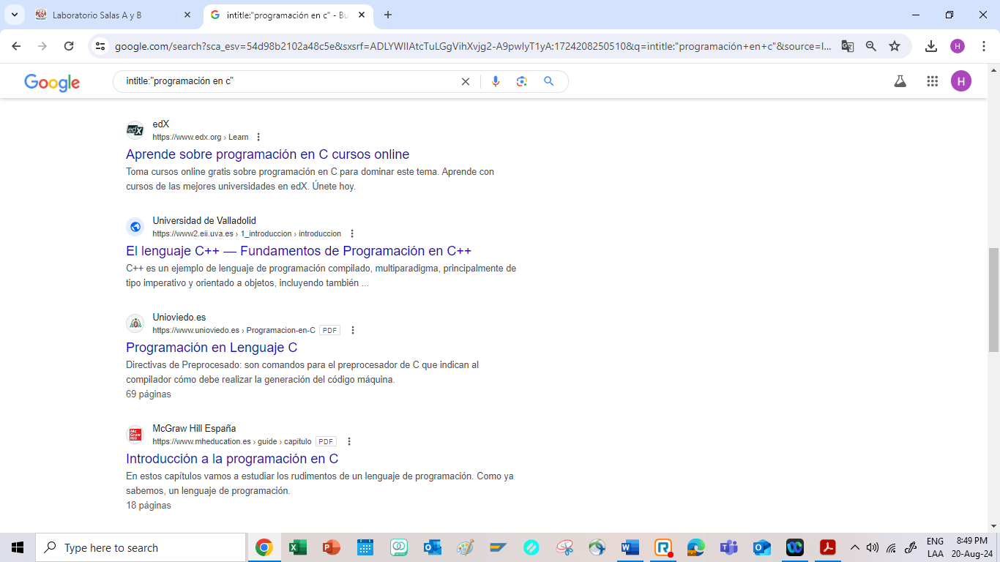 Laboratorio Salas A y B
intitle:"programación en c" - Bu
google.com/search?sca_esv=54d98b2102a48c5e&sxsrf=ADLYWIIAtcTuLGgVihXvjg2-A9pwIyT1yA:1724208250510&q=intitle:"programación+en+c"&source=l...
H
Google
intitle:"programación en c"
H
edX
edX
https://www.edx.org › Learn
Aprende sobre programación en C cursos online
Toma cursos online gratis sobre programación en C para dominar este tema. Aprende con
cursos de las mejores universidades en edX. Únete hoy.
Universidad de Valladolid
https://www2.eii.uva.es › 1_introduccion › introduccion
El lenguaje C++ — Fundamentos de Programación en C++
C++ es un ejemplo de lenguaje de programación compilado, multiparadigma, principalmente de
tipo imperativo y orientado a objetos, incluyendo también ...
Unioviedo.es
https://www.unioviedo.es › Programacion-en-C PDF
Programación en Lenguaje C
Directivas de Preprocesado: son comandos para el preprocesador de C que indican al
compilador cómo debe realizar la generación del código máquina.
69 páginas
Mc
Graw
Hill
McGraw Hill España
https://www.mheducation.es › guide › capitulo PDF
Introducción a la programación en C
En estos capítulos vamos a estudiar los rudimentos de un lenguaje de programación. Como ya
sabemos, un lenguaje de programación.
18 páginas
Type here to search
ENG
LAA
8:49 PM
20-Aug-24